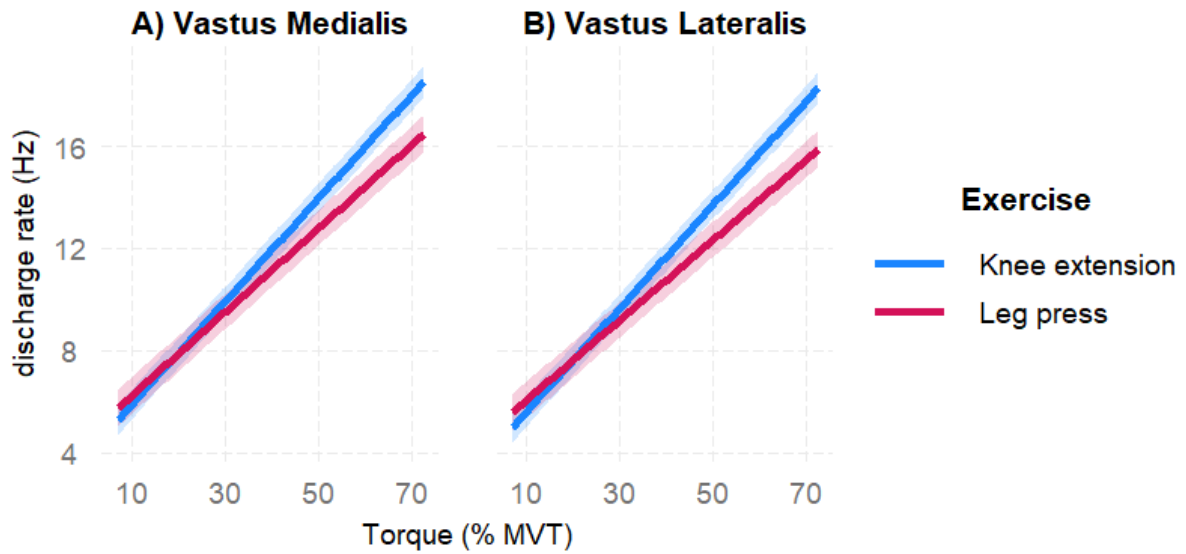 A) Vastus Medialis
B) Vastus Lateralis
discharge rate (Hz)
16
12
8
4
10 30 50 70
10 30 50 70
Torque (% MVT)
Exercise
Knee extension
Leg press